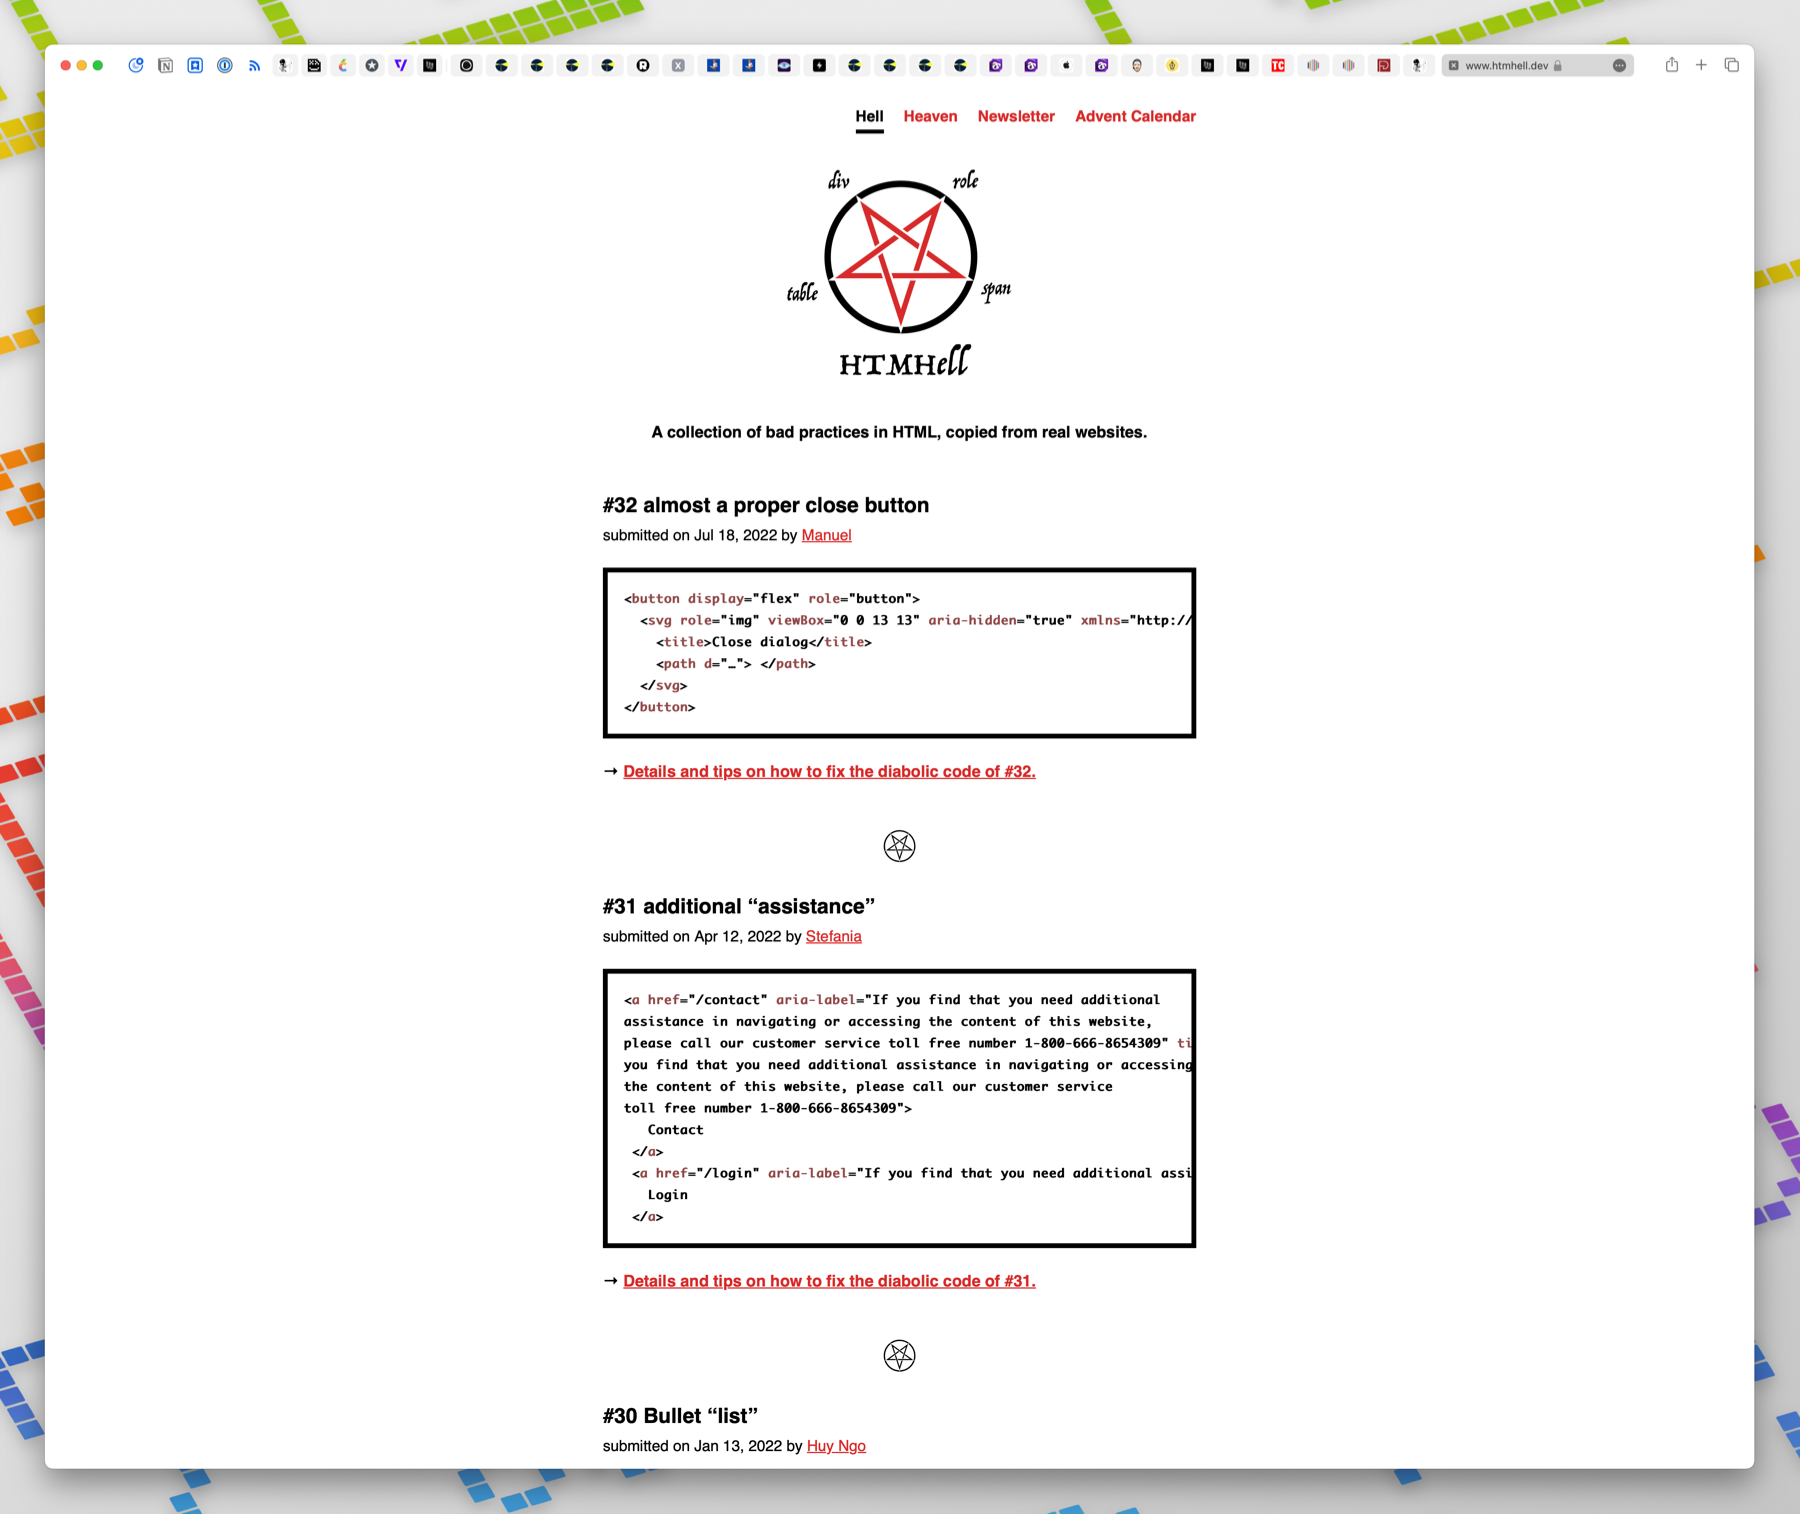 www.htmhell.dev
Hell Heaven Newsletter Advent Calendar
div role
table span
HTMHell
A collection of bad practices in HTML, copied from real websites.
#32 almost a proper close button
submitted on Jul 18, 2022 by Manuel
<button display="flex" role="button">
<svg role="img" viewBox="0 0 13 13" aria-hidden="true" xmlns="http://
<title>Close dialog</title>
<path d="…"> </path>
</svg>
</button>
→ Details and tips on how to fix the diabolic code of #32.
#31 additional “assistance”
submitted on Apr 12, 2022 by Stefania
<a href="/contact" aria-label="If you find that you need additional
assistance in navigating or accessing the content of this website,
please call our customer service toll free number 1-800-666-8654309" ti
you find that you need additional assistance in navigating or accessing
the content of this website, please call our customer service
toll free number 1-800-666-8654309">
Contact
</a>
<a href="/login" aria-label="If you find that you need additional assi
Login
</a>
→ Details and tips on how to fix the diabolic code of #31.
#30 Bullet “list”
submitted on Jan 13, 2022 by Huy Ngo